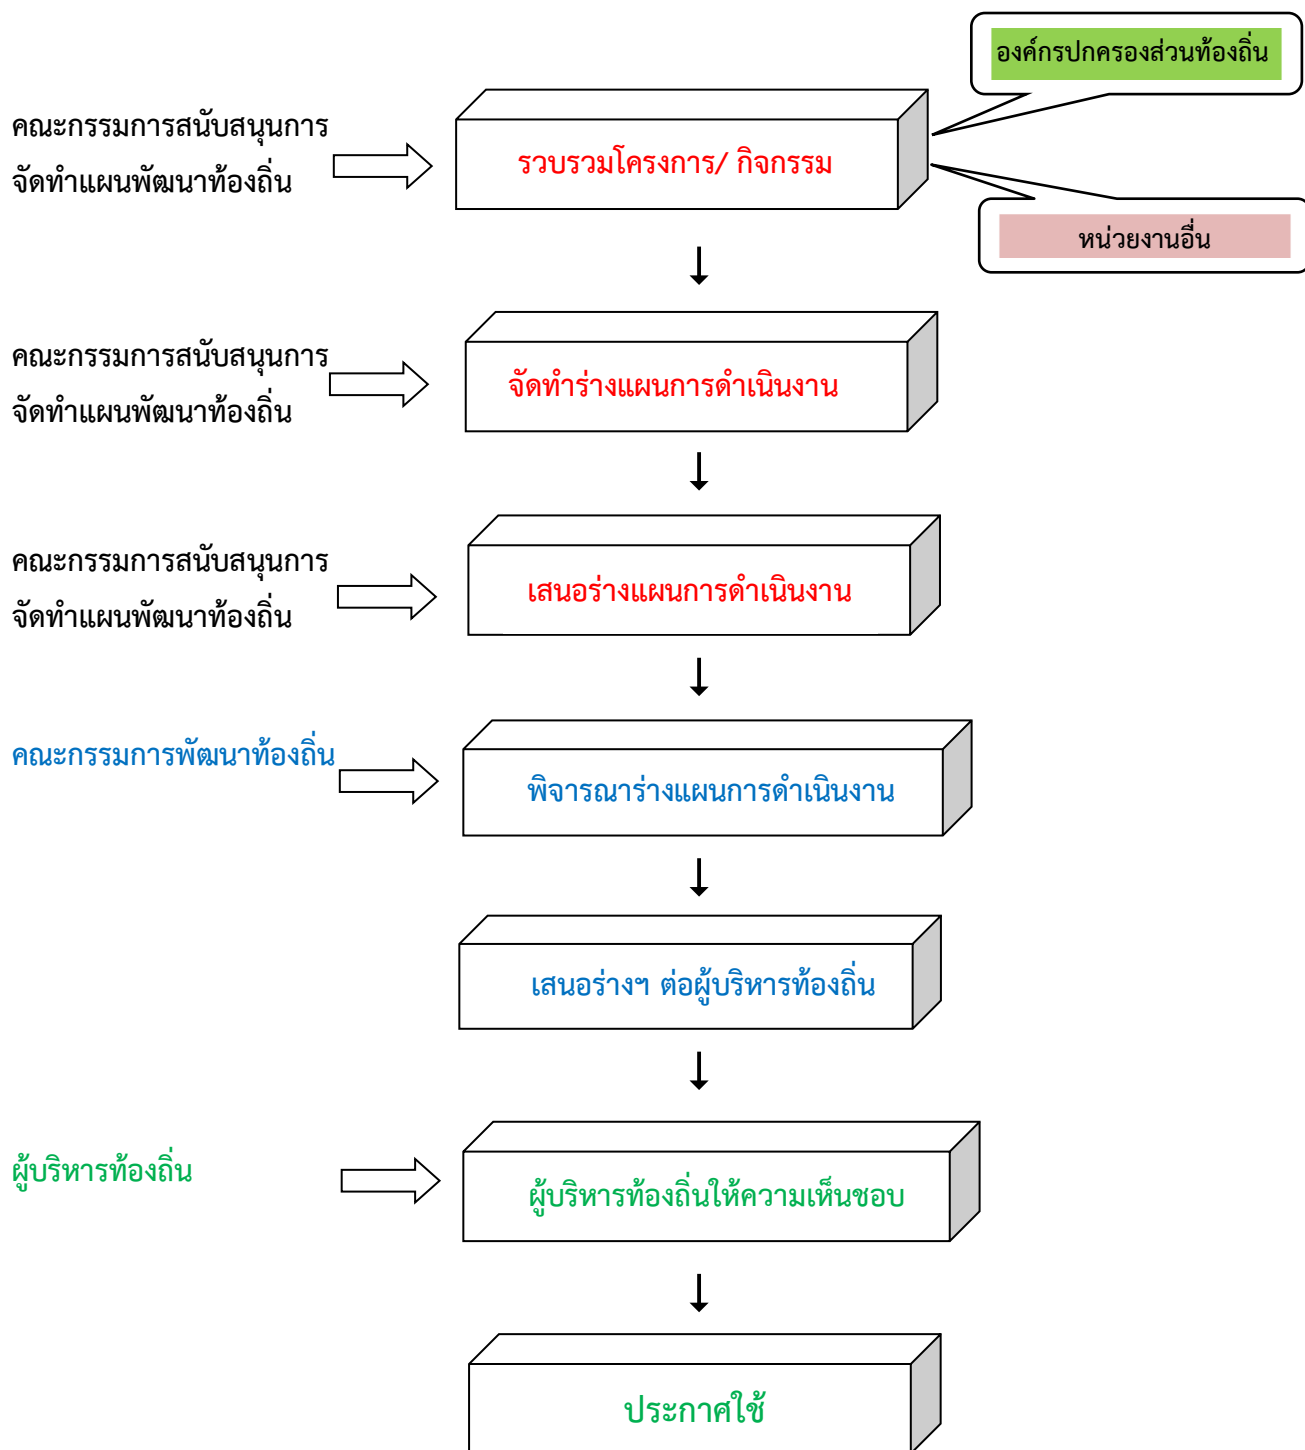 องค์กรปกครองส่วนท้องถิ่น
คณะกรรมการสนับสนุนการ
จัดทำแผนพัฒนาท้องถิ่น
รวบรวมโครงการ/ กิจกรรม
หน่วยงานอื่น
คณะกรรมการสนับสนุนการ
จัดทำแผนพัฒนาท้องถิ่น
จัดทำร่างแผนการดำเนินงาน
คณะกรรมการสนับสนุนการ
จัดทำแผนพัฒนาท้องถิ่น
เสนอร่างแผนการดำเนินงาน
คณะกรรมการพัฒนาท้องถิ่น
พิจารณาร่างแผนการดำเนินงาน
เสนอร่างฯ ต่อผู้บริหารท้องถิ่น
ผู้บริหารท้องถิ่น
ผู้บริหารท้องถิ่นให้ความเห็นชอบ
ประกาศใช้